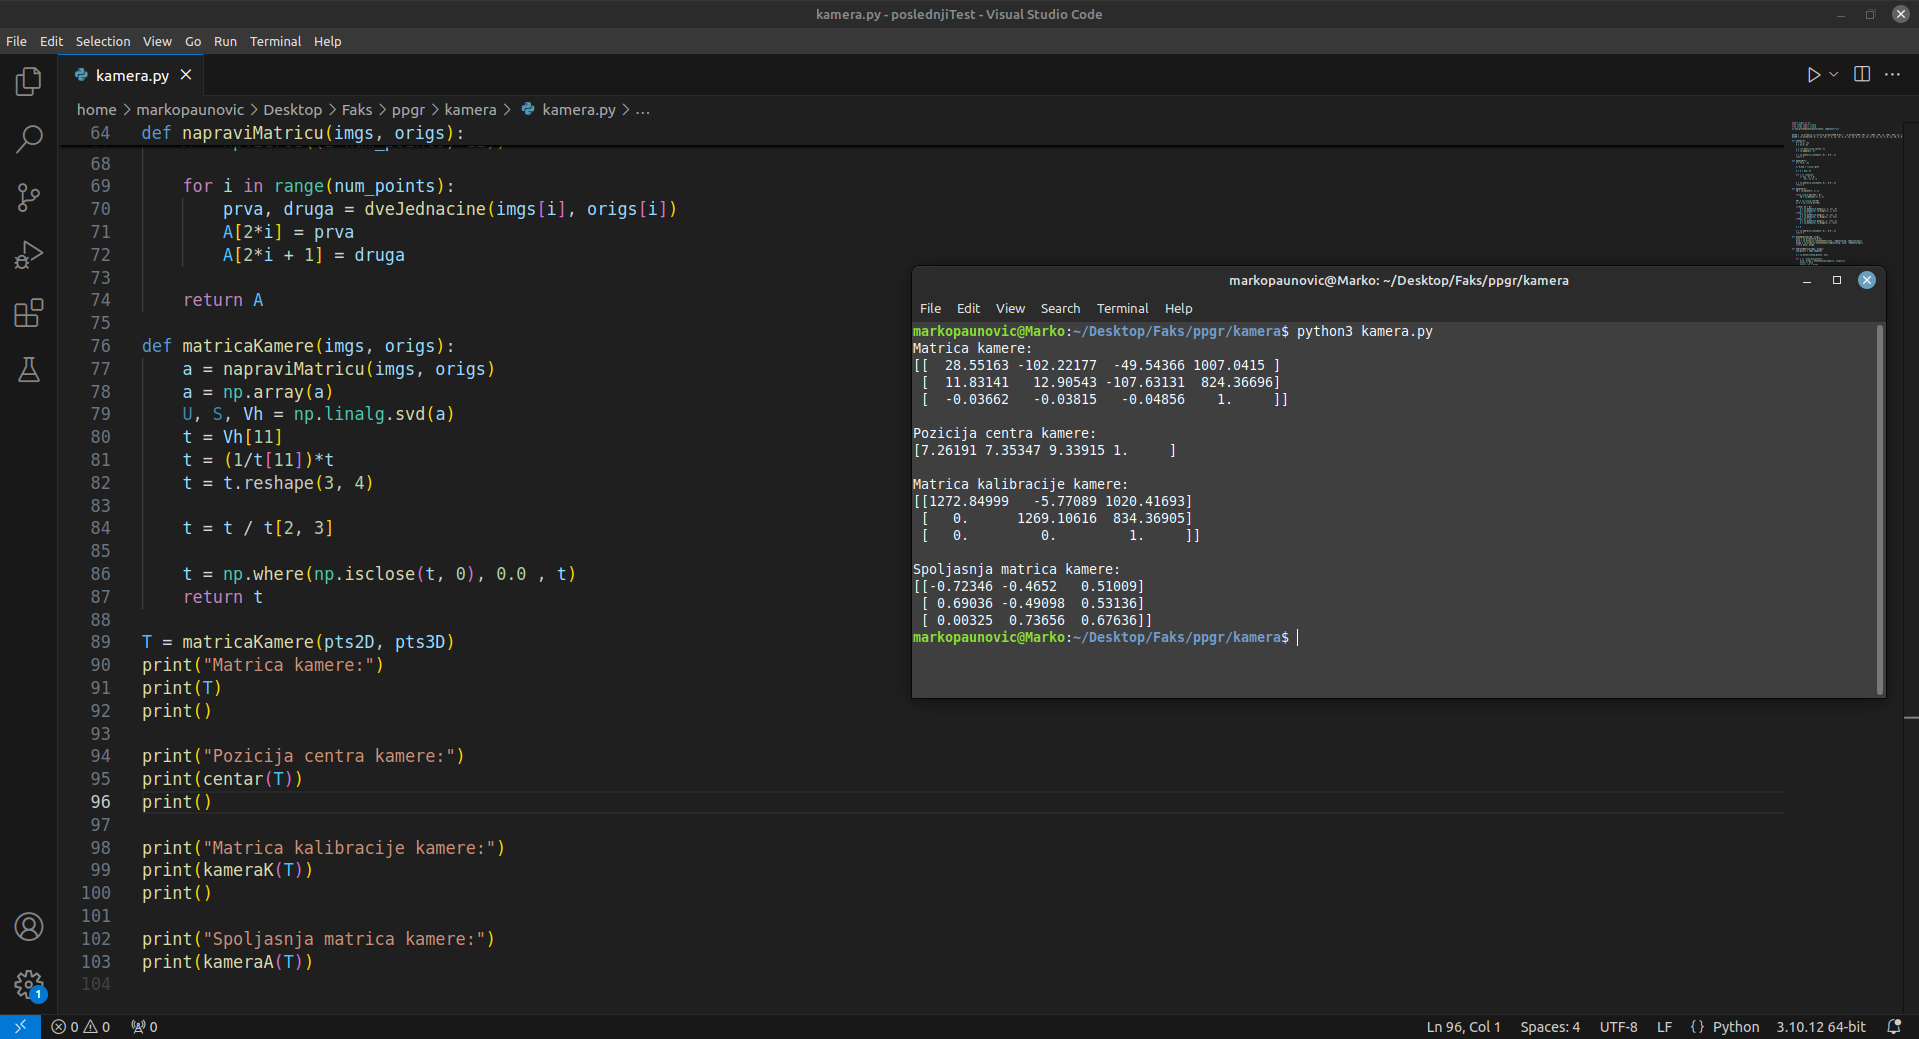 kamera.py - poslednjiTest - Visual Studio Code
File Edit Selection View Go Run Terminal Help
kamera.py
home > markopaunovic > Desktop > Faks > ppgr > kamera > kamera.py > ...
64 def napraviMatricu(imgs, origs):
68
69 for i in range(num_points):
70 prva, druga = dveJednacine(imgs[i], origs[i])
71 A[2*i] = prva
72 A[2*i + 1] = druga
73
74 return A
75
76 def matricaKamere(imgs, origs):
77 a = napraviMatricu(imgs, origs)
78 a = np.array(a)
79 U, S, Vh = np.linalg.svd(a)
80 t = Vh[11]
81 t = (1/t[11])*t
82 t = t.reshape(3, 4)
83
84 t = t / t[2, 3]
85
86 t = np.where(np.isclose(t, 0), 0.0 , t)
87 return t
88
89 T = matricaKamere(pts2D, pts3D)
90 print("Matrica kamere:")
91 print(T)
92 print()
93
94 print("Pozicija centra kamere:")
95 print(centar(T))
96 print()
97
98 print("Matrica kalibracije kamere:")
99 print(kameraK(T))
100 print()
101
102 print("Spoljasnja matrica kamere:")
103 print(kameraA(T))
104
markopaunovic@Marko: ~/Desktop/Faks/ppgr/kamera
File Edit View Search Terminal Help
markopaunovic@Marko:~/Desktop/Faks/ppgr/kamera$ python3 kamera.py
Matrica kamere:
[[  28.55163 -102.22177  -49.54366 1007.0415 ]
 [  11.83141   12.90543 -107.63131  824.36696]
 [  -0.03662   -0.03815   -0.04856    1.     ]]
Pozicija centra kamere:
[7.26191 7.35347 9.33915 1.     ]
Matrica kalibracije kamere:
[[1272.84999   -5.77089 1020.41693]
 [   0.      1269.10616  834.36905]
 [   0.         0.         1.     ]]
Spoljasnja matrica kamere:
[[-0.72346 -0.4652   0.51009]
 [ 0.69036 -0.49098  0.53136]
 [ 0.00325  0.73656  0.67636]]
markopaunovic@Marko:~/Desktop/Faks/ppgr/kamera$
1
0 0 0 Ln 96, Col 1 Spaces: 4 UTF-8 LF {} Python 3.10.12 64-bit